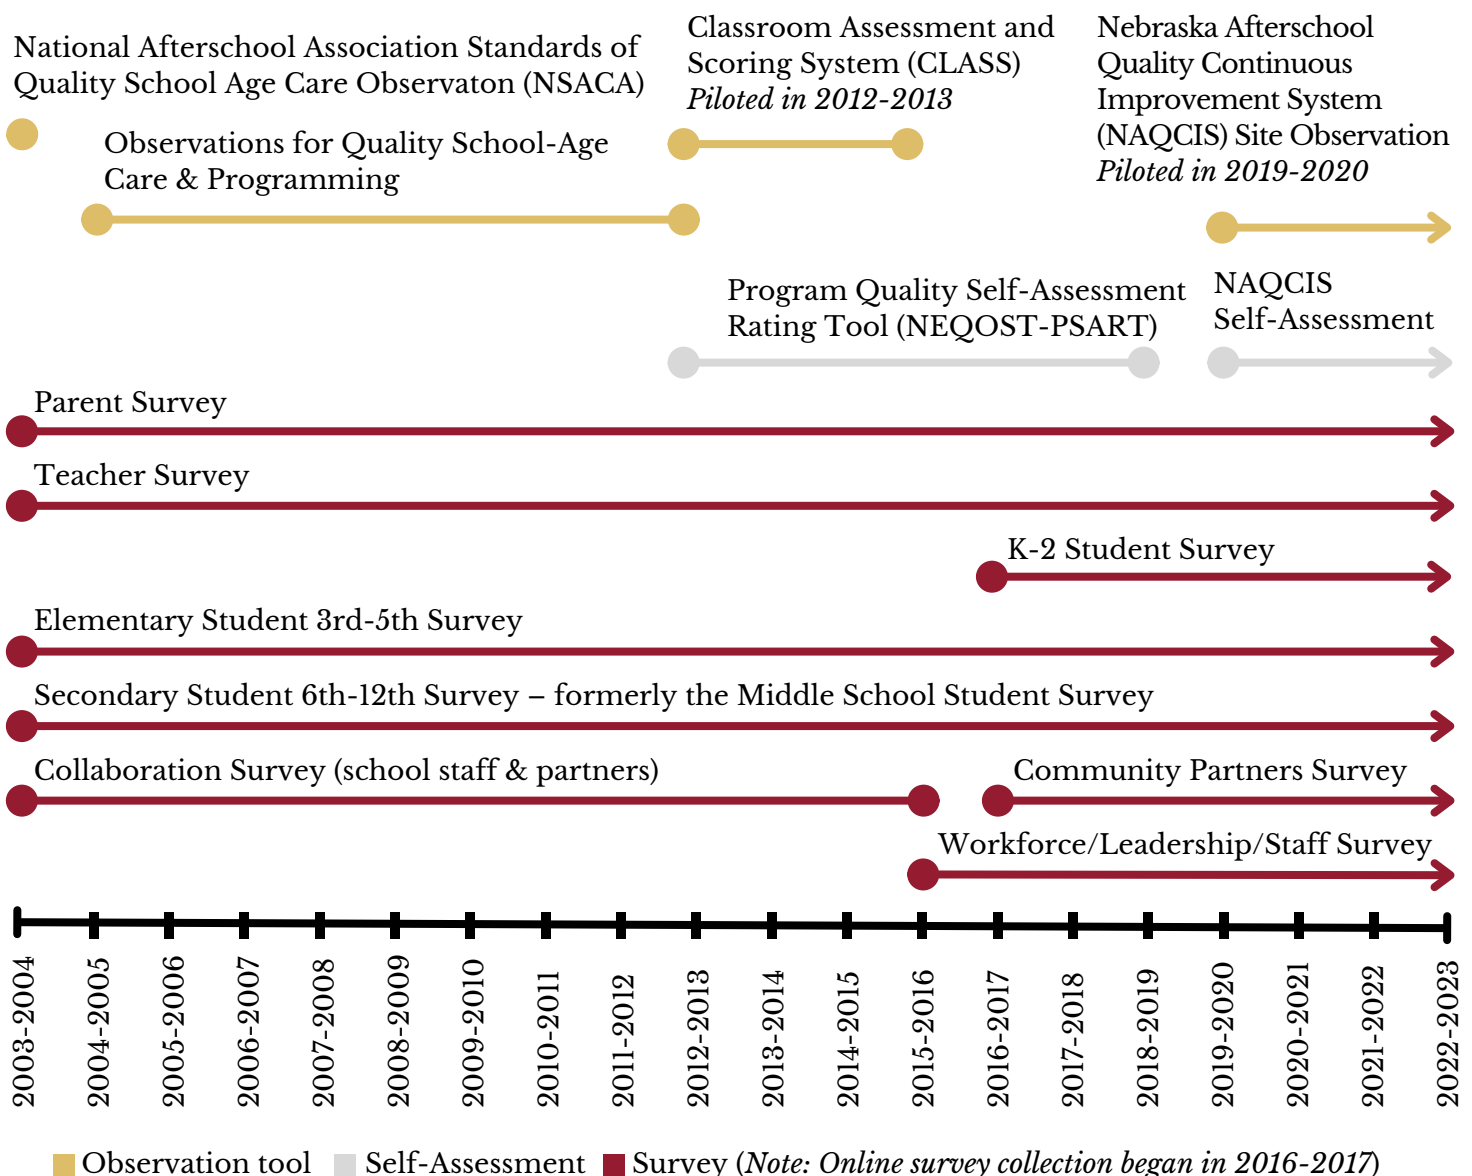 National Afterschool Association Standards of
Quality School Age Care Observaton (NSACA)
Classroom Assessment and
Scoring System (CLASS)
Piloted in 2012-2013
Nebraska Afterschool
Quality Continuous
Improvement System
(NAQCIS) Site Observation
Piloted in 2019-2020
Observations for Quality School-Age
Care & Programming
Program Quality Self-Assessment
Rating Tool (NEQOST-PSART)
NAQCIS
Self-Assessment
Parent Survey
Teacher Survey
K-2 Student Survey
Elementary Student 3rd-5th Survey
Secondary Student 6th-12th Survey – formerly the Middle School Student Survey
Collaboration Survey (school staff & partners)
Community Partners Survey
Workforce/Leadership/Staff Survey
2003-2004
2004-2005
2005-2006
2006-2007
2007-2008
2008-2009
2009-2010
2010-2011
2011-2012
2012-2013
2013-2014
2014-2015
2015-2016
2016-2017
2017-2018
2018-2019
2019-2020
2020-2021
2021-2022
2022-2023
Observation tool
Self-Assessment
Survey (Note: Online survey collection began in 2016-2017)